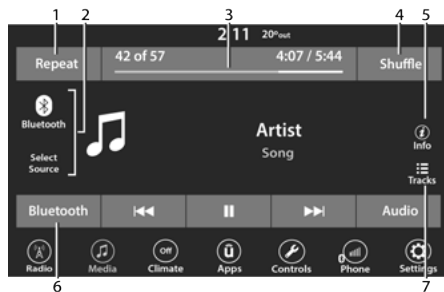 1 2 3 4 5
2 11 20°out
Repeat 42 of 57 4:07 / 5:44 Shuffle
Bluetooth
Select
Source
Artist
Song
Info
Tracks
Bluetooth Audio
Off
Radio Media Climate Apps Controls Phone Settings
6 7